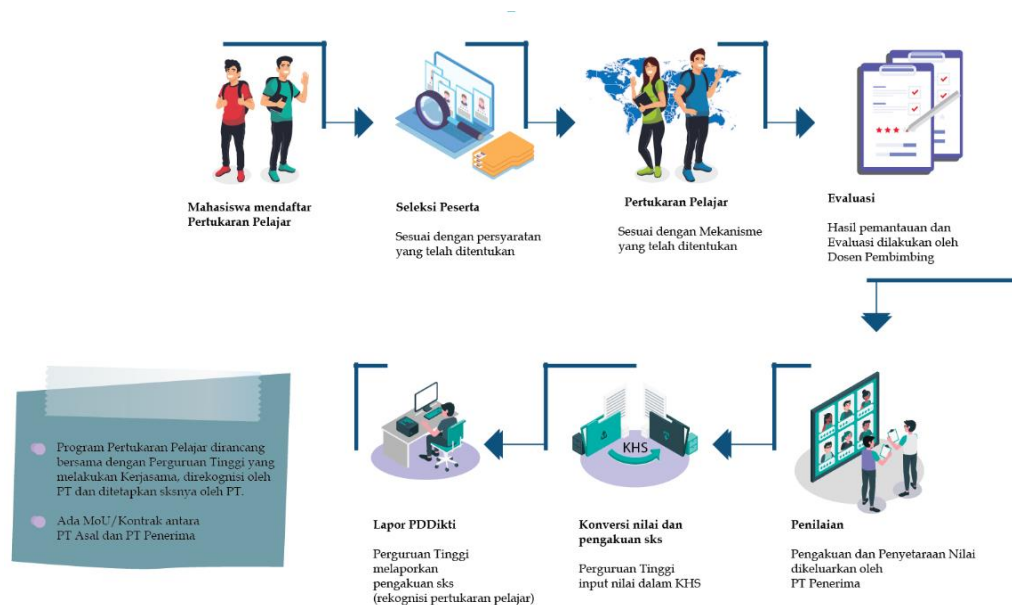 Mahasiswa mendaftar
Pertukaran Pelajar
Seleksi Peserta
Sesuai dengan persyaratan
yang telah ditentukan
Pertukaran Pelajar
Sesuai dengan Mekanisme
yang telah ditentukan
Evaluasi
Hasil pemantauan dan
Evaluasi dilakukan oleh
Dosen Pembimbing
Program Pertukaran Pelajar dirancang
bersama dengan Perguruan Tinggi yang
melakukan Kerjasama, direkognisi oleh
PT dan ditetapkan sksnya oleh PT.
Ada MoU/Kontrak antara
PT Asal dan PT Penerima
Lapor PDDikti
Perguruan Tinggi
melaporkan
pengakuan sks
(rekognisi pertukaran pelajar)
KHS
Konversi nilai dan
pengakuan sks
Perguruan Tinggi
input nilai dalam KHS
Penilaian
Pengakuan dan Penyetaraan Nilai
dikeluarkan oleh
PT Penerima